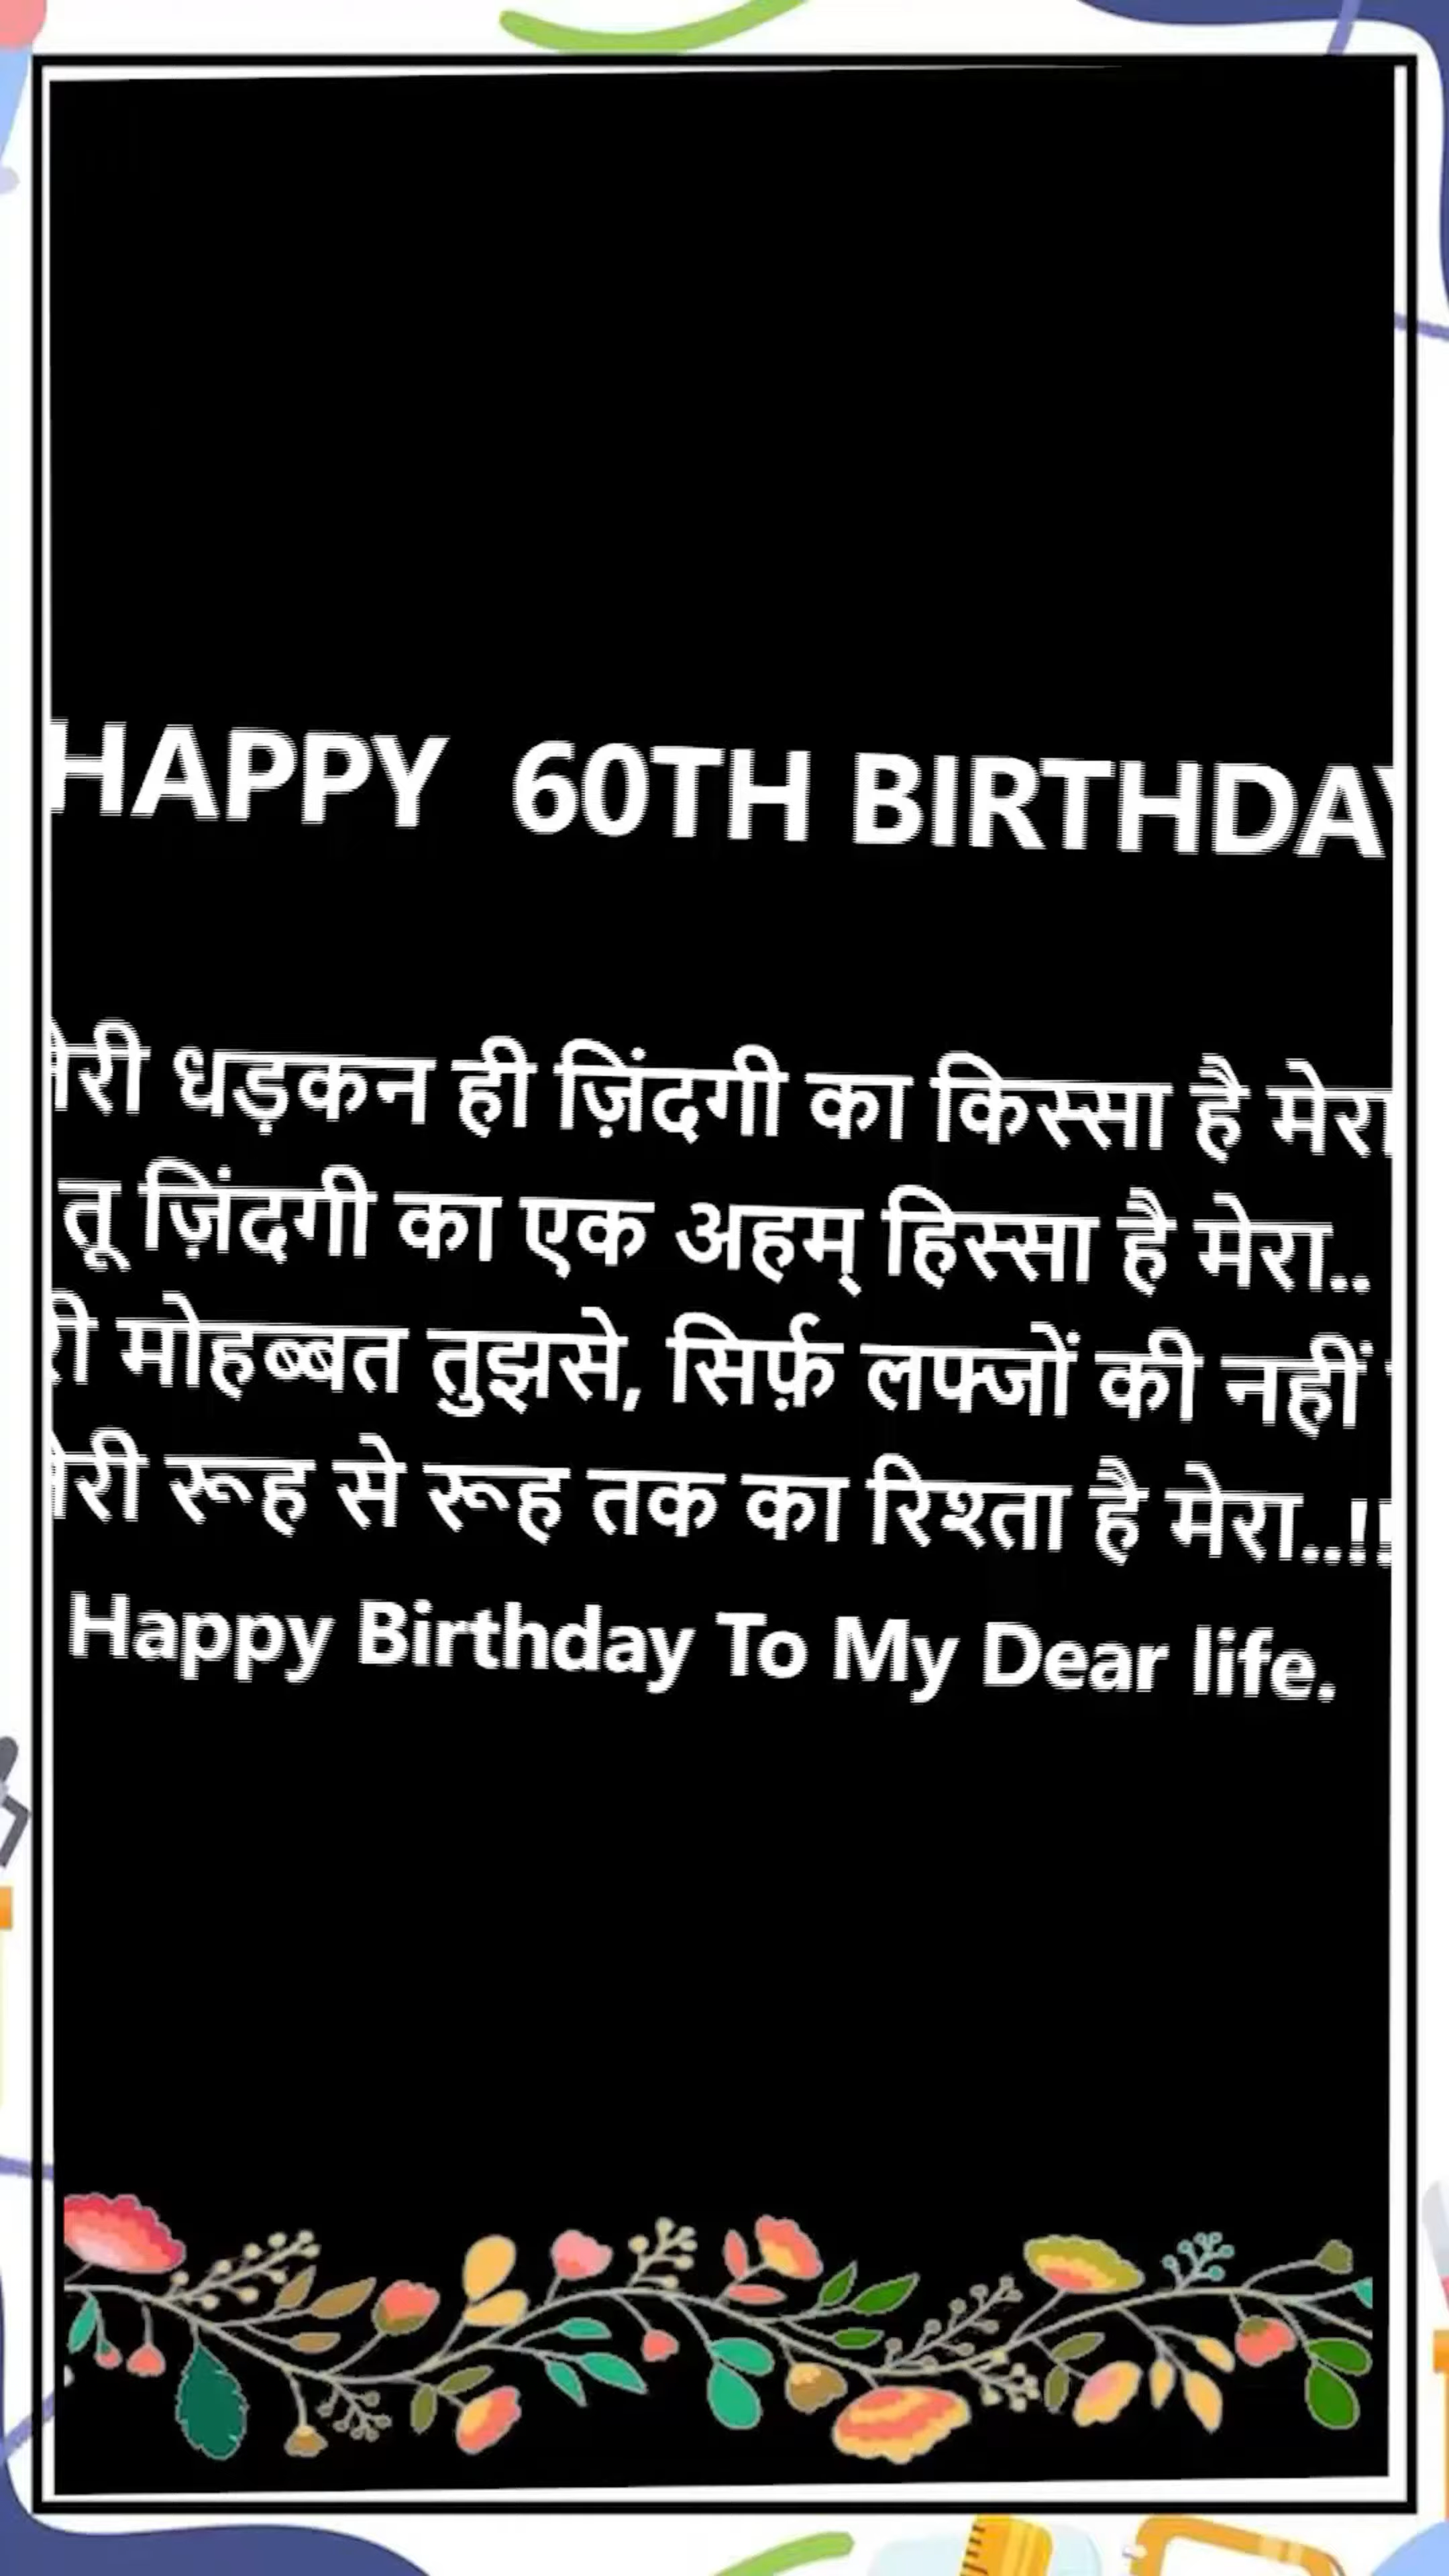 HAPPY 60TH BIRTHDAY
धड़कन ही ज़िंदगी का किस्सा है मेरा
तू ज़िंदगी का एक अहम् हिस्सा है मेरा..
मोहब्बत तुझसे, सिर्फ़ लफ्जों की नहीं
रूह से रूह तक का रिश्ता है मेरा..!!
Happy Birthday To My Dear life.